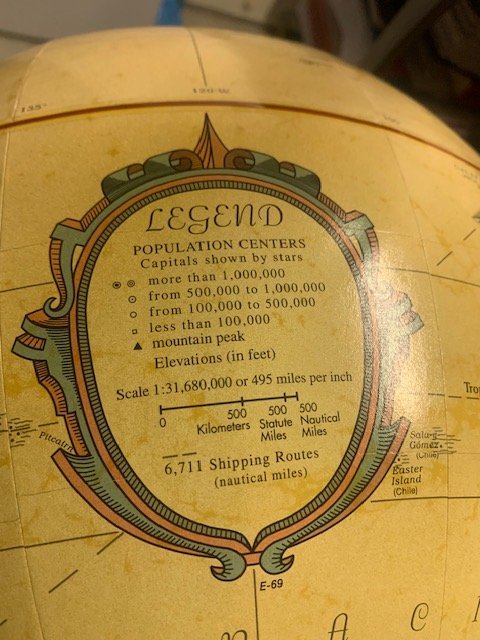 120°W
135°
LEGEND
POPULATION CENTERS
Capitals shown by stars
more than 1,000,000
from 500,000 to 1,000,000
from 100,000 to 500,000
less than 100,000
mountain peak
Elevations (in feet)
Scale 1:31,680,000 or 495 miles per inch
0 500 500 500
Kilometers Statute Nautical
Miles Miles
6,711 Shipping Routes
(nautical miles)
Pitcairn
Sala-y-
Gómez
(Chile)
Easter
Island
(Chile)
E-69
A C